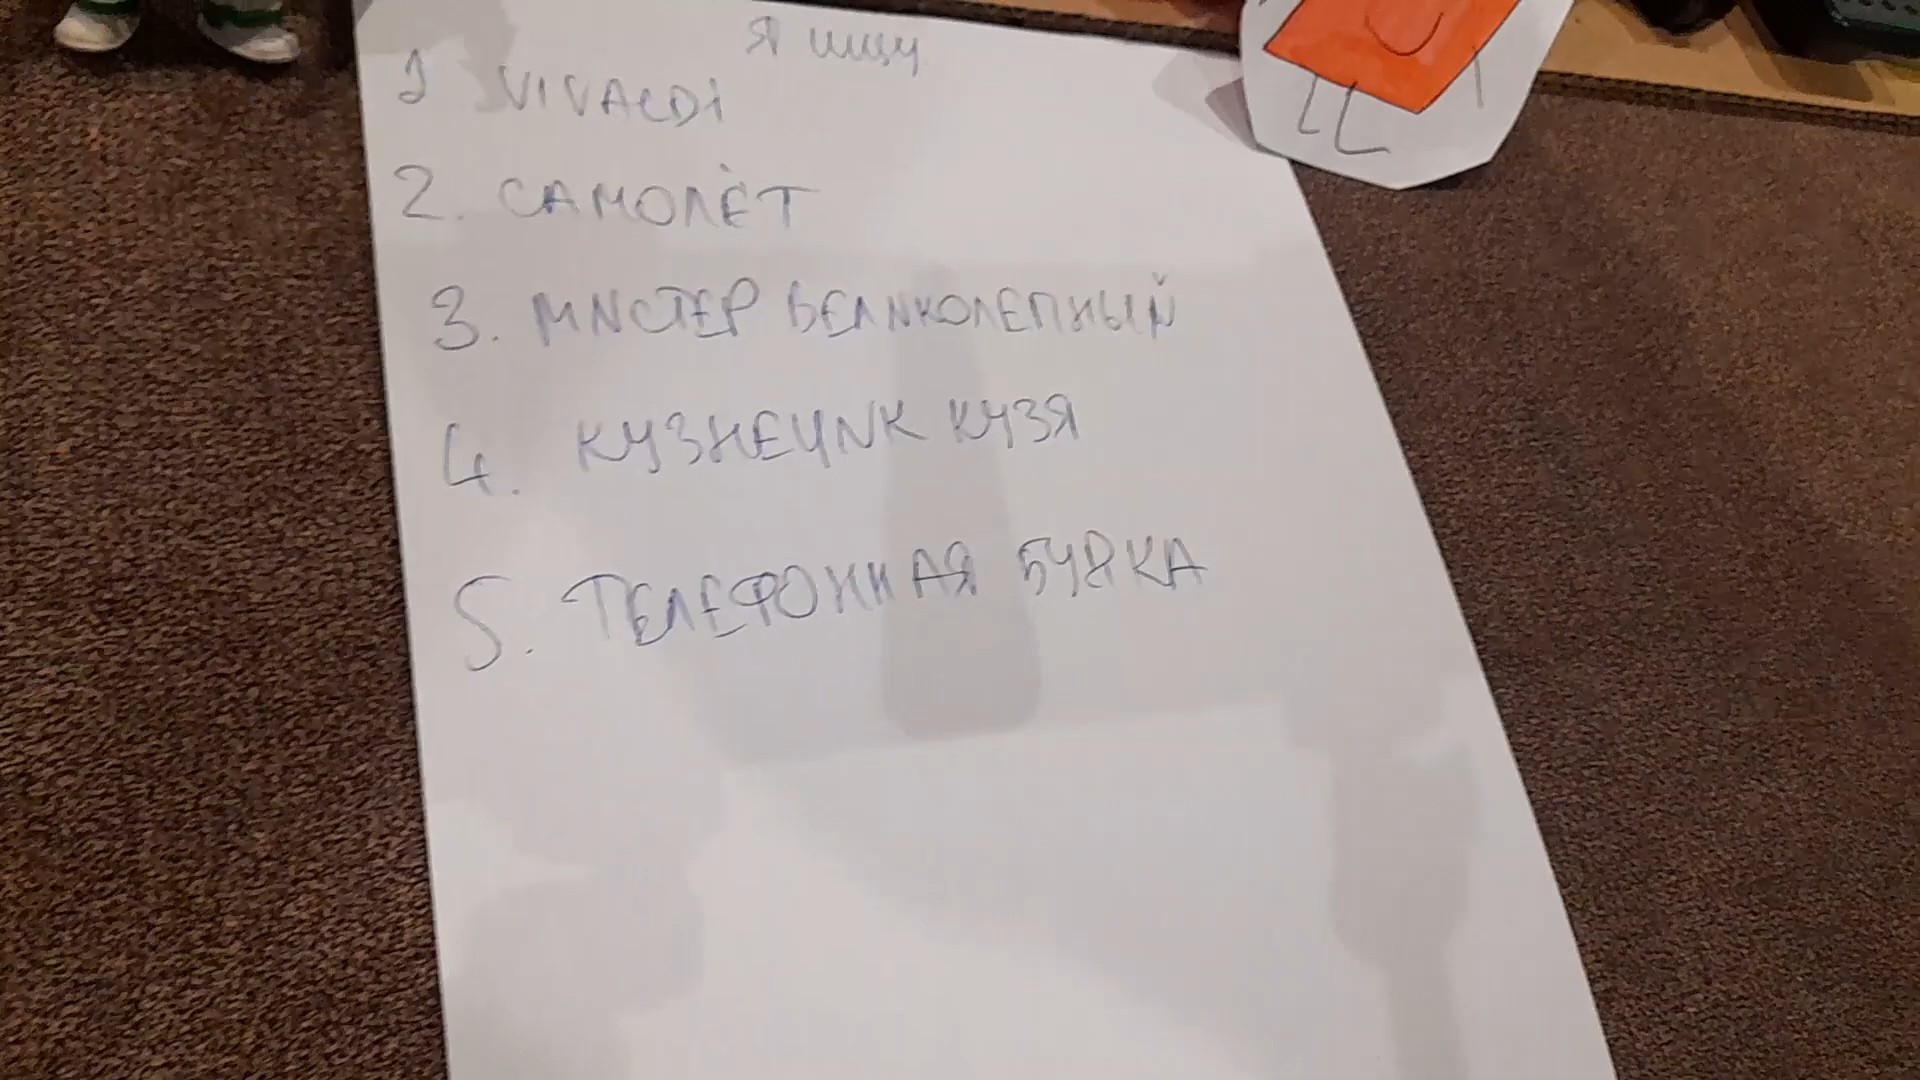 Я ищу
1 VIVALDI
2. САМОЛЁТ
3. МИСТЕР ВЕЛИКОЛЕПНЫЙ
4. КУЗНЕЧИК КУЗЯ
5. ТЕЛЕФОННАЯ БУДКА